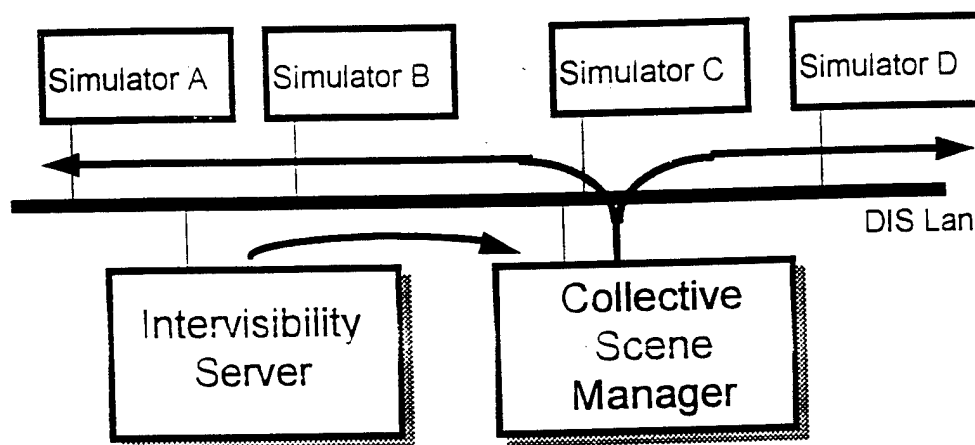 Simulator A
Simulator B
Simulator C
Simulator D
DIS Lan
Intervisibility
Server
Collective
Scene
Manager